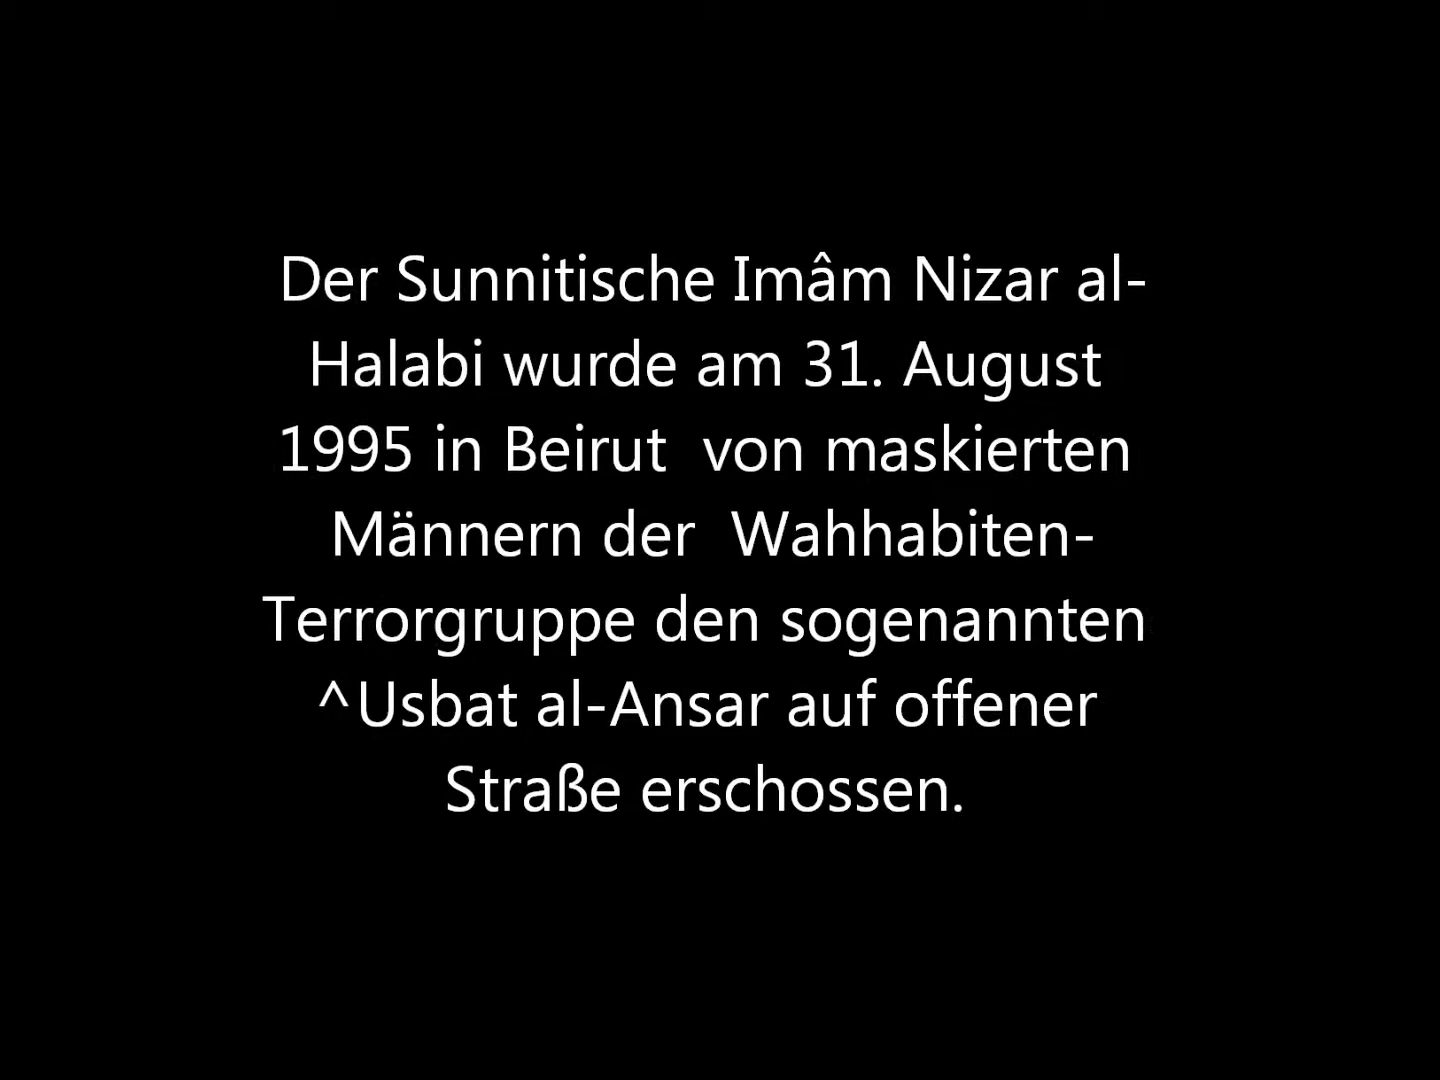 Der Sunnitische Imâm Nizar al-
Halabi wurde am 31. August
1995 in Beirut  von maskierten
Männern der  Wahhabiten-
Terrorgruppe den sogenannten
^Usbat al-Ansar auf offener
Straße erschossen.